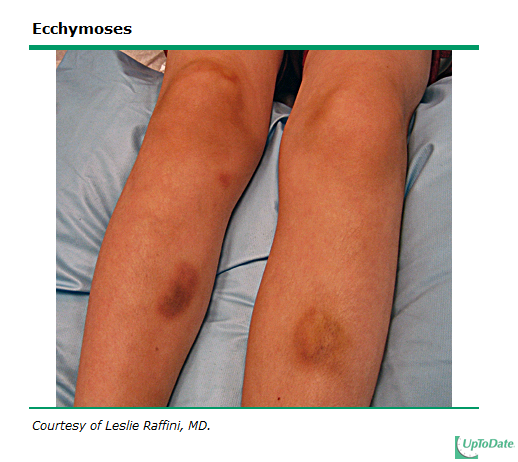 Ecchymoses
Courtesy of Leslie Raffini, MD.
UpToDate